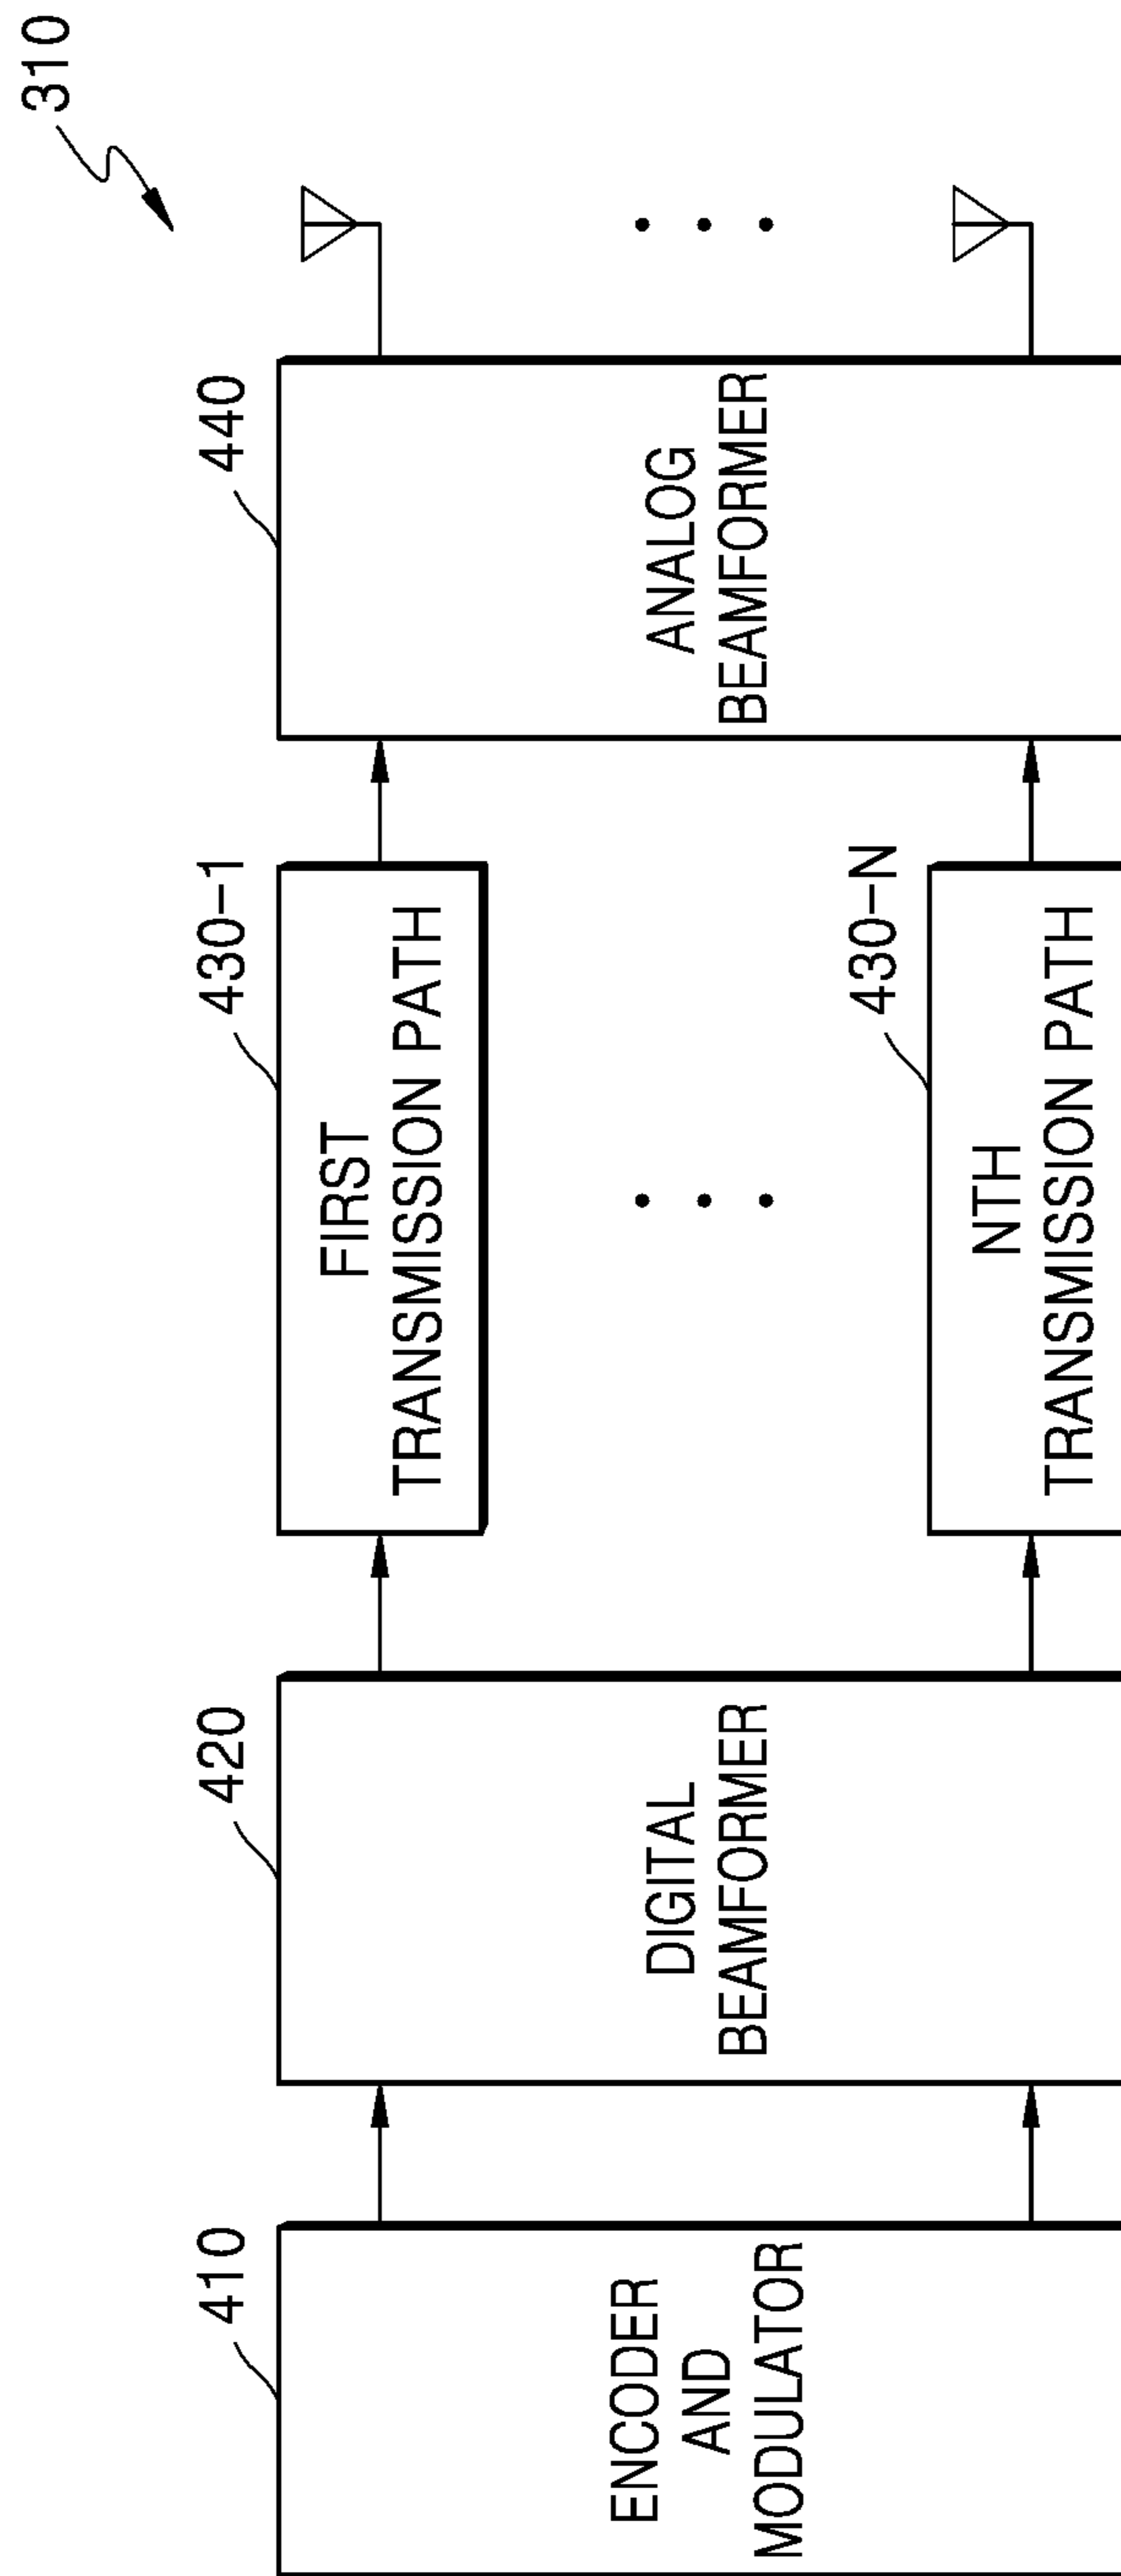 310
410
420
430-1
440
ENCODER
AND
MODULATOR
DIGITAL
BEAMFORMER
FIRST
TRANSMISSION PATH
430-N
NTH
TRANSMISSION PATH
ANALOG
BEAMFORMER